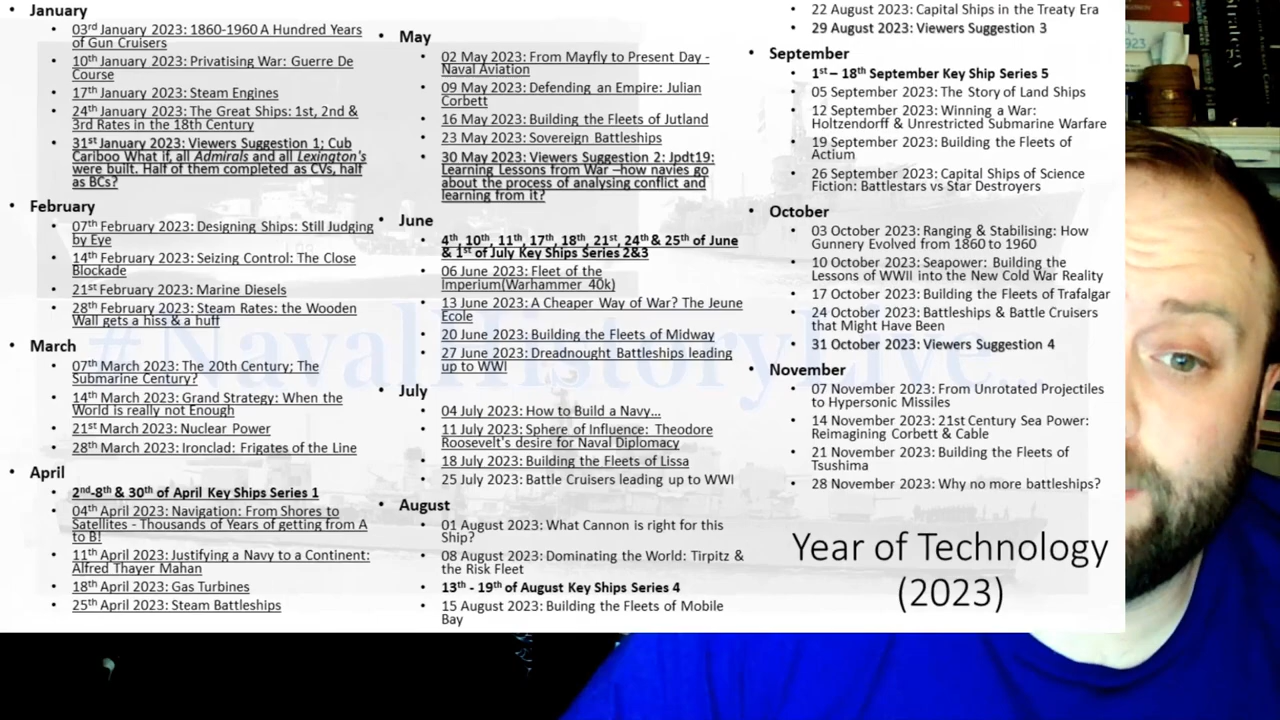 January
03rd January 2023: 1860-1960 A Hundred Years
of Gun Cruisers
10th January 2023: Privatising War: Guerre De
Course
17th January 2023: Steam Engines
24th January 2023: The Great Ships: 1st, 2nd &
3rd Rates in the 18th Century
31st January 2023: Viewers Suggestion 1; Cub
Cariboo What if, all Admirals and all Lexington's
were built. Half of them completed as CVs, half
as BCs?
February
07th February 2023: Designing Ships: Still Judging
by Eye
14th February 2023: Seizing Control: The Close
Blockade
21st February 2023: Marine Diesels
28th February 2023: Steam Rates: the Wooden
Wall gets a hiss & a huff
March
07th March 2023: The 20th Century; The
Submarine Century?
14th March 2023: Grand Strategy: When the
World is really not Enough
21st March 2023: Nuclear Power
28th March 2023: Ironclad: Frigates of the Line
April
2nd-8th & 30th of April Key Ships Series 1
04th April 2023: Navigation: From Shores to
Satellites - Thousands of Years of getting from A
to B!
11th April 2023: Justifying a Navy to a Continent:
Alfred Thayer Mahan
18th April 2023: Gas Turbines
25th April 2023: Steam Battleships
May
02 May 2023: From Mayfly to Present Day -
Naval Aviation
09 May 2023: Defending an Empire: Julian
Corbett
16 May 2023: Building the Fleets of Jutland
23 May 2023: Sovereign Battleships
30 May 2023: Viewers Suggestion 2: Jpdt19:
Learning Lessons from War –how navies go
about the process of analysing conflict and
learning from it?
June
4th, 10th, 11th, 17th, 18th, 21st, 24th & 25th of June
& 1st of July Key Ships Series 2&3
06 June 2023: Fleet of the
Imperium(Warhammer 40k)
13 June 2023: A Cheaper Way of War? The Jeune
Ecole
20 June 2023: Building the Fleets of Midway
27 June 2023: Dreadnought Battleships leading
up to WWI
July
04 July 2023: How to Build a Navy…
11 July 2023: Sphere of Influence: Theodore
Roosevelt's desire for Naval Diplomacy
18 July 2023: Building the Fleets of Lissa
25 July 2023: Battle Cruisers leading up to WWI
August
01 August 2023: What Cannon is right for this
Ship?
08 August 2023: Dominating the World: Tirpitz &
the Risk Fleet
13th - 19th of August Key Ships Series 4
15 August 2023: Building the Fleets of Mobile
Bay
22 August 2023: Capital Ships in the Treaty Era
29 August 2023: Viewers Suggestion 3
September
1st – 18th September Key Ship Series 5
05 September 2023: The Story of Land Ships
12 September 2023: Winning a War:
Holtzendorff & Unrestricted Submarine Warfare
19 September 2023: Building the Fleets of
Actium
26 September 2023: Capital Ships of Science
Fiction: Battlestars vs Star Destroyers
October
03 October 2023: Ranging & Stabilising: How
Gunnery Evolved from 1860 to 1960
10 October 2023: Seapower: Building the
Lessons of WWII into the New Cold War Reality
17 October 2023: Building the Fleets of Trafalgar
24 October 2023: Battleships & Battle Cruisers
that Might Have Been
31 October 2023: Viewers Suggestion 4
November
07 November 2023: From Unrotated Projectiles
to Hypersonic Missiles
14 November 2023: 21st Century Sea Power:
Reimagining Corbett & Cable
21 November 2023: Building the Fleets of
Tsushima
28 November 2023: Why no more battleships?
Year of Technology
(2023)
#NavalHistoryLive